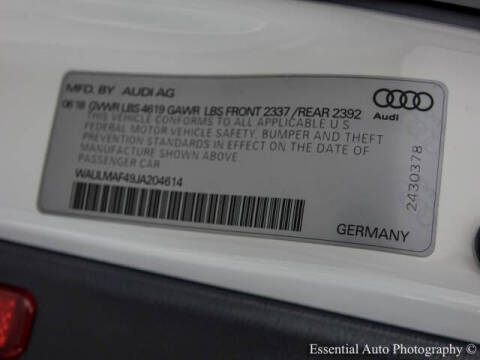 MFD. BY AUDI AG
06.18 GVWR LBS 4619 GAWR LBS FRONT 2337 /REAR 2392
THIS VEHICLE CONFORMS TO ALL APPLICABLE U.S.
FEDERAL MOTOR VEHICLE SAFETY, BUMPER AND THEFT
PREVENTION STANDARDS IN EFFECT ON THE DATE OF
MANUFACTURE SHOWN ABOVE
PASSENGER CAR
WAULMAF49JA204614
GERMANY
Audi
2430378
Essential Auto Photography (C)